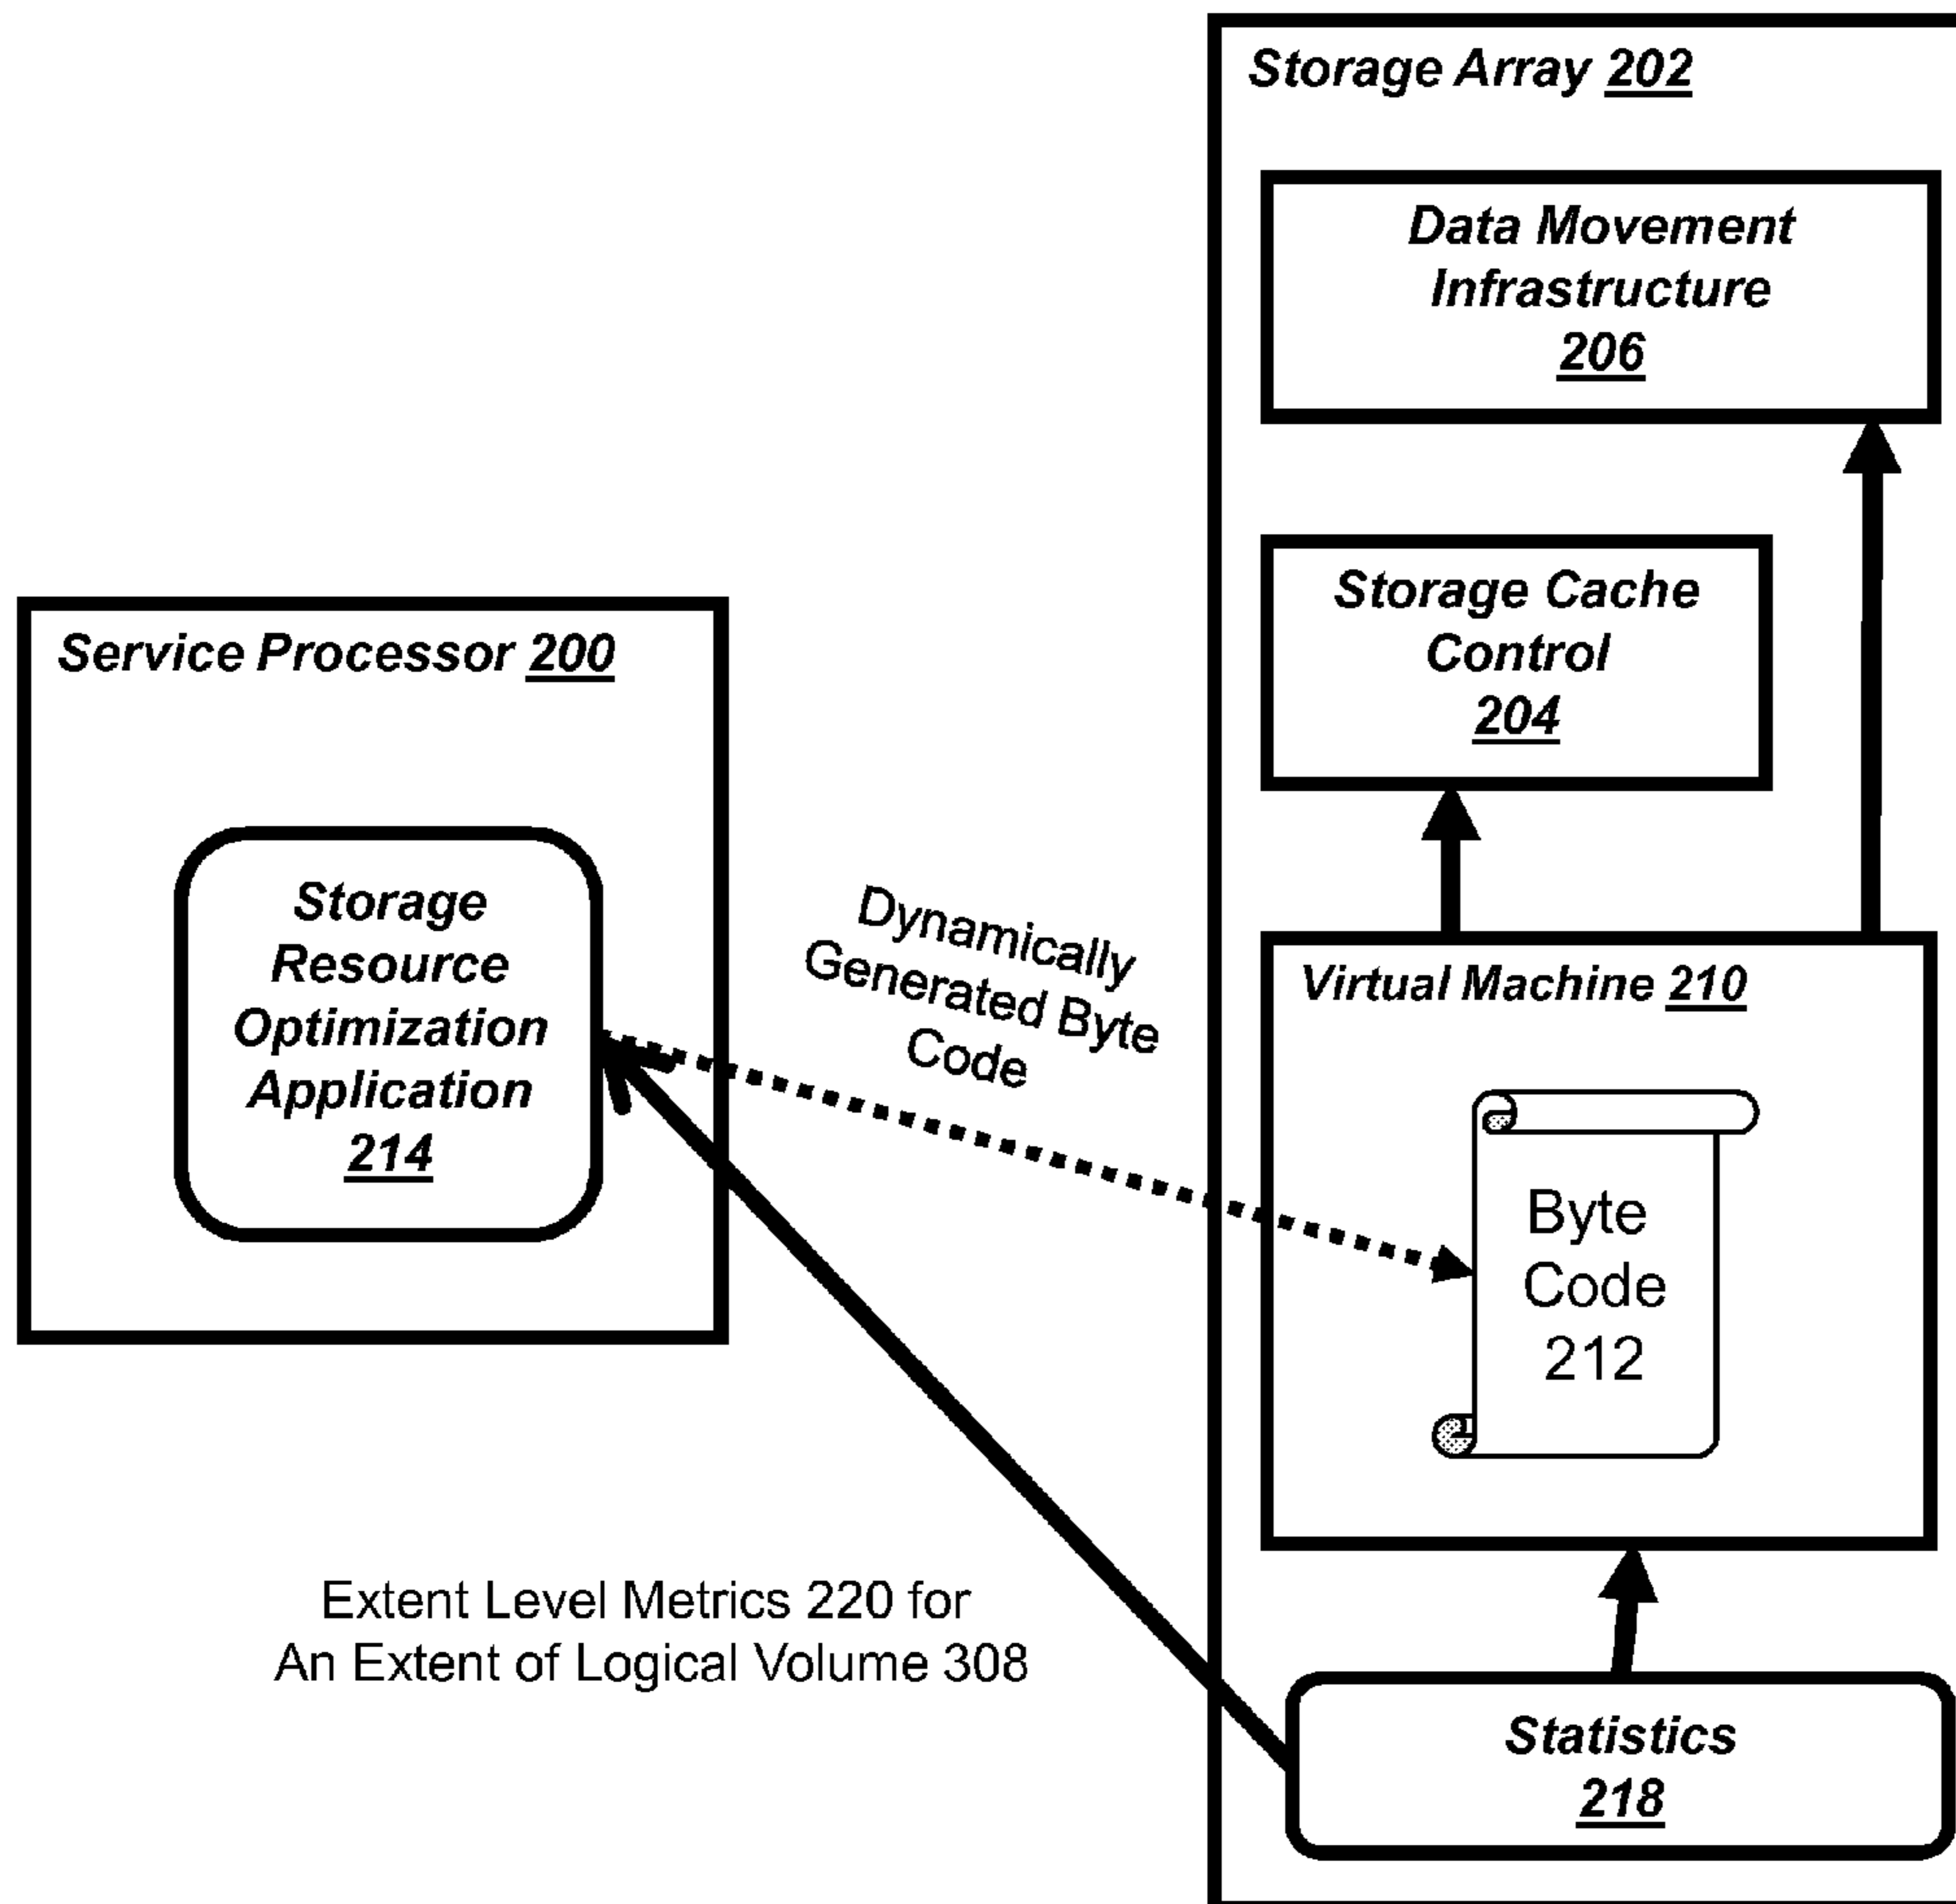 Storage Array 202
Data Movement
Infrastructure
206
Storage Cache
Control
204
Service Processor 200
Storage
Resource
Optimization
Application
214
Dynamically
Generated Byte
Code
Virtual Machine 210
Byte
Code
212
Extent Level Metrics 220 for
An Extent of Logical Volume 308
Statistics
218